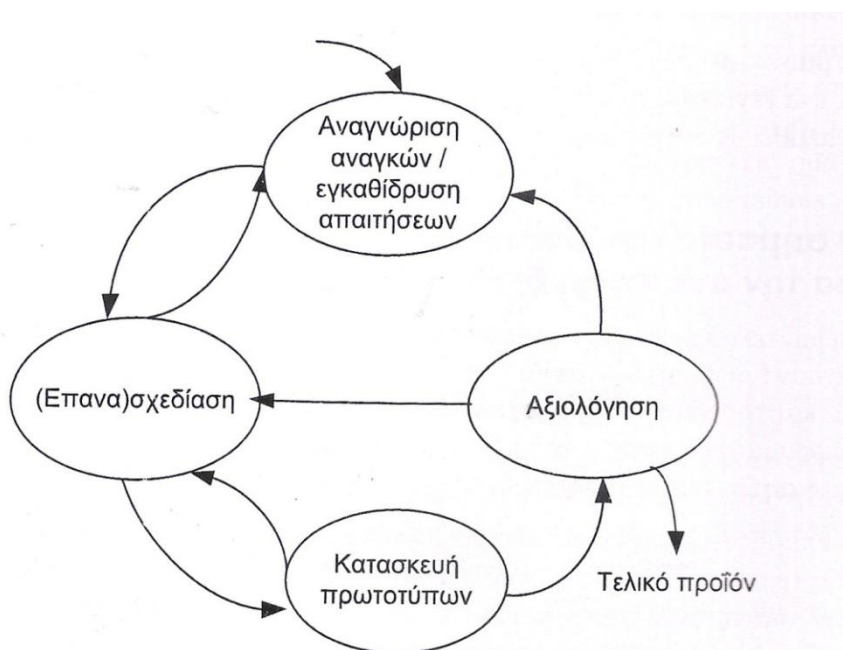 Αναγνώριση
αναγκών /
εγκαθίδρυση
απαιτήσεων
(Επανα)σχεδίαση
Αξιολόγηση
Κατασκευή
πρωτοτύπων
Τελικό προϊόν